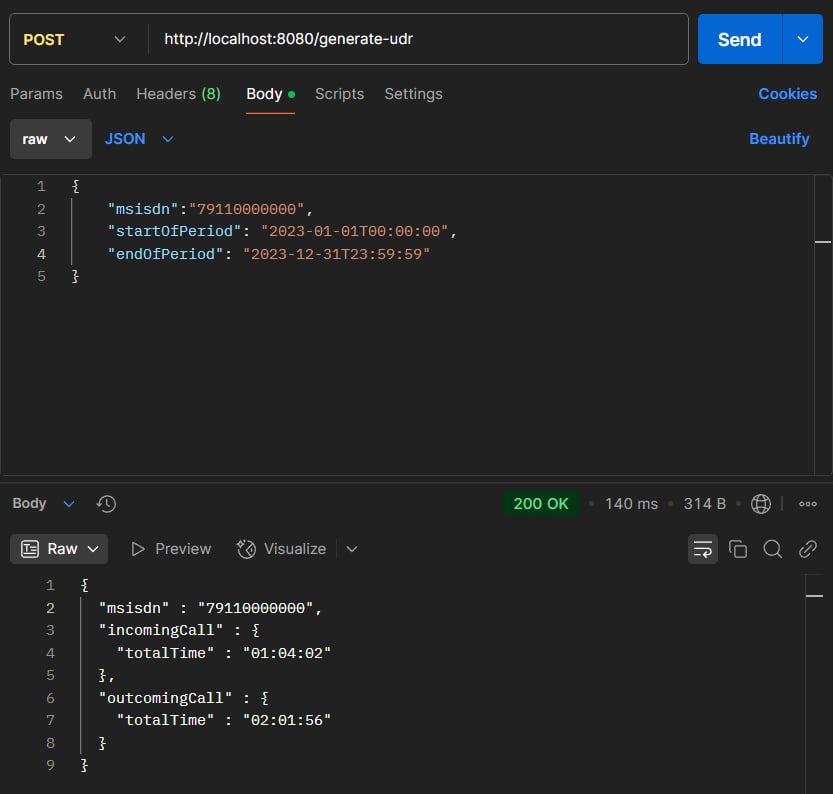 POST http://localhost:8080/generate-udr Send
Params Auth Headers (8) Body Scripts Settings Cookies
raw JSON Beautify
1 {
2 "msisdn":"79110000000",
3 "startOfPeriod": "2023-01-01T00:00:00",
4 "endOfPeriod": "2023-12-31T23:59:59"
5 }
Body 200 OK • 140 ms • 314 B •
Raw Preview Visualize
1 {
2 "msisdn" : "79110000000",
3 "incomingCall" : {
4 "totalTime" : "01:04:02"
5 },
6 "outcomingCall" : {
7 "totalTime" : "02:01:56"
8 }
9 }